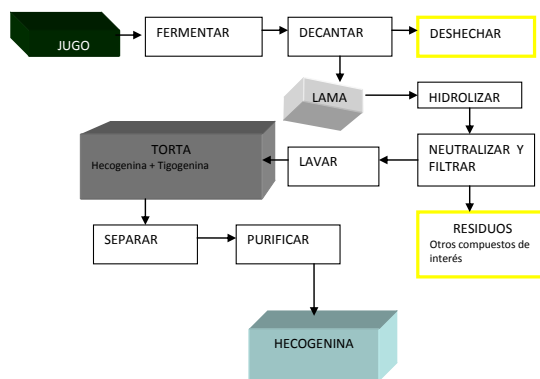 JUGO
FERMENTAR
DECANTAR
DESHECHAR
LAMA
HIDROLIZAR
TORTA
Hecogenina + Tigogenina
LAVAR
NEUTRALIZAR Y
FILTRAR
SEPARAR
PURIFICAR
RESIDUOS
Otros compuestos de
interés
HECOGENINA